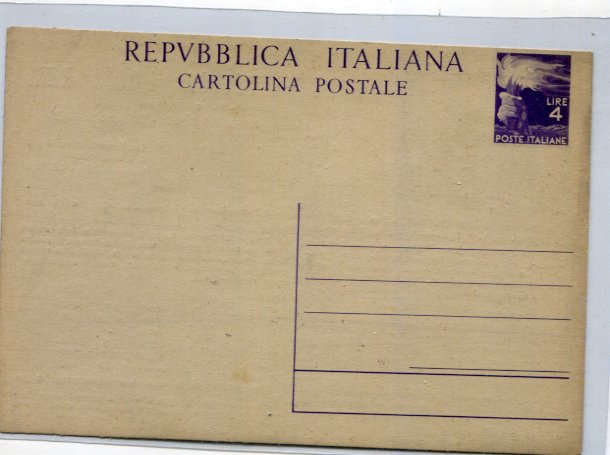 REPVBBLICA ITALIANA
CARTOLINA POSTALE
LIRE
4
POSTE ITALIANE